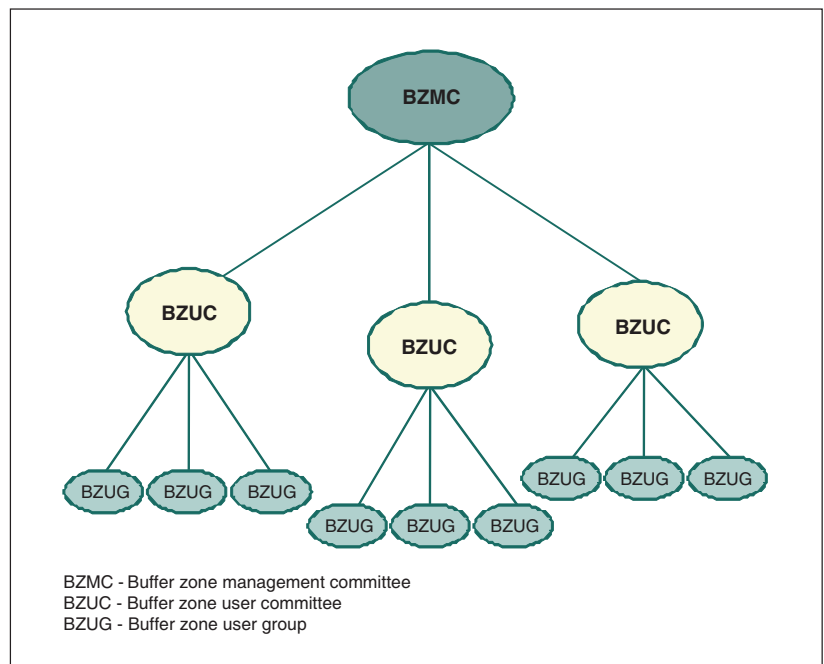 BZMC
BZUC
BZUC
BZUC
BZUG BZUG BZUG
BZUG BZUG BZUG
BZUG BZUG BZUG
BZMC - Buffer zone management committee
BZUC - Buffer zone user committee
BZUG - Buffer zone user group